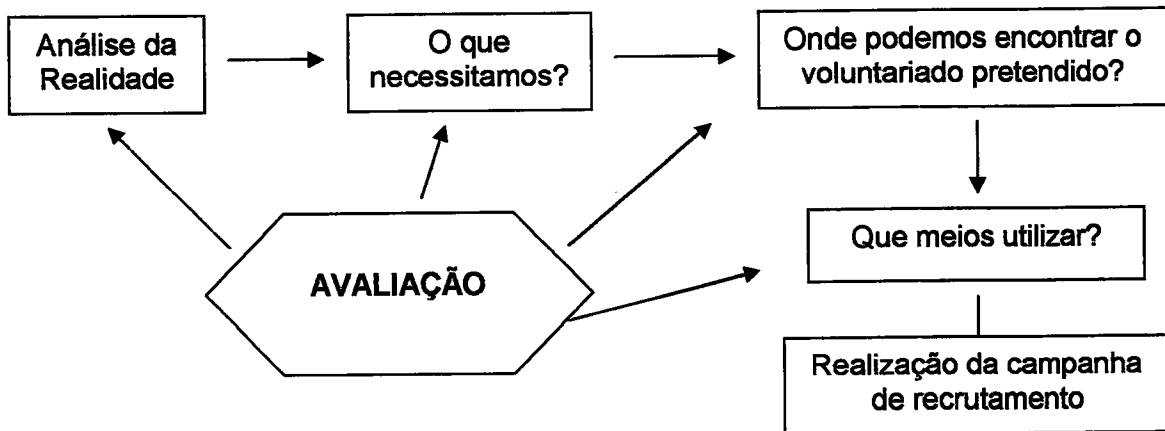 Análise da
Realidade
O que
necessitamos?
Onde podemos encontrar o
voluntariado pretendido?
Que meios utilizar?
AVALIAÇÃO
Realização da campanha
de recrutamento